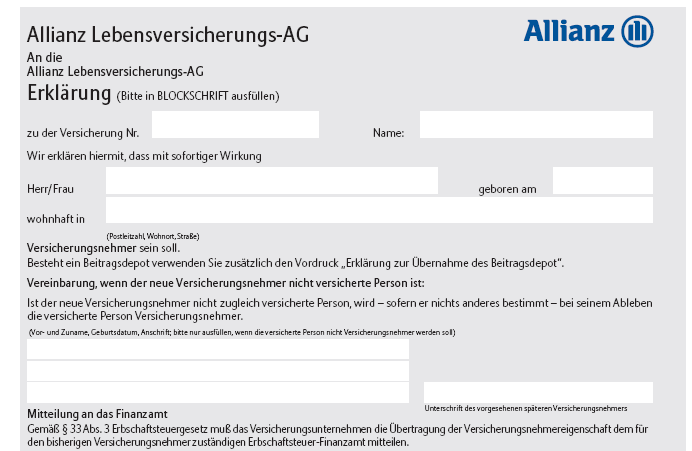 Allianz Lebensversicherungs-AG
Allianz
An die
Allianz Lebensversicherungs-AG
Erklärung (Bitte in BLOCKSCHRIFT ausfüllen)
zu der Versicherung Nr. Name:
Wir erklären hiermit, dass mit sofortiger Wirkung
Herr/Frau geboren am
wohnhaft in
(Postleitzahl, Wohnort, Straße)
Versicherungsnehmer sein soll.
Besteht ein Beitragsdepot verwenden Sie zusätzlich den Vordruck „Erklärung zur Übernahme des Beitragsdepot“.
Vereinbarung, wenn der neue Versicherungsnehmer nicht versicherte Person ist:
Ist der neue Versicherungsnehmer nicht zugleich versicherte Person, wird – sofern er nichts anderes bestimmt – bei seinem Ableben
die versicherte Person Versicherungsnehmer.
(Vor- und Zuname, Geburtsdatum, Anschrift; bitte nur ausfüllen, wenn die versicherte Person nicht Versicherungsnehmer werden soll)
Unterschrift des vorgesehenen späteren Versicherungsnehmers
Mitteilung an das Finanzamt
Gemäß § 33 Abs. 3 Erbschaftsteuergesetz muß das Versicherungsunternehmen die Übertragung der Versicherungsnehmereigenschaft dem für
den bisherigen Versicherungsnehmer zuständigen Erbschaftsteuer-Finanzamt mitteilen.